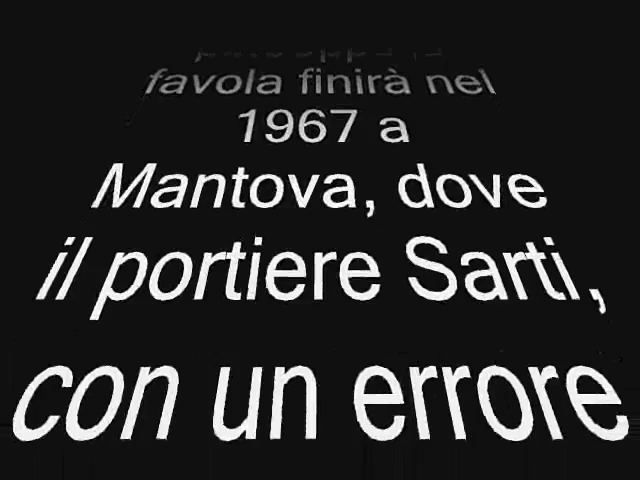 favola finirà nel
1967 a
Mantova, dove
il portiere Sarti,
con un errore